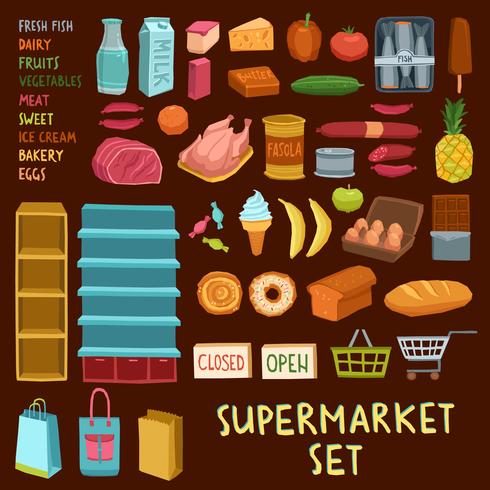 FRESH FISH
DAIRY
FRUITS
VEGETABLES
MEAT
SWEET
ICE CREAM
BAKERY
EGGS
MILK
BUTTER
FISH
FASOLA
CLOSED
OPEN
SUPERMARKET
SET